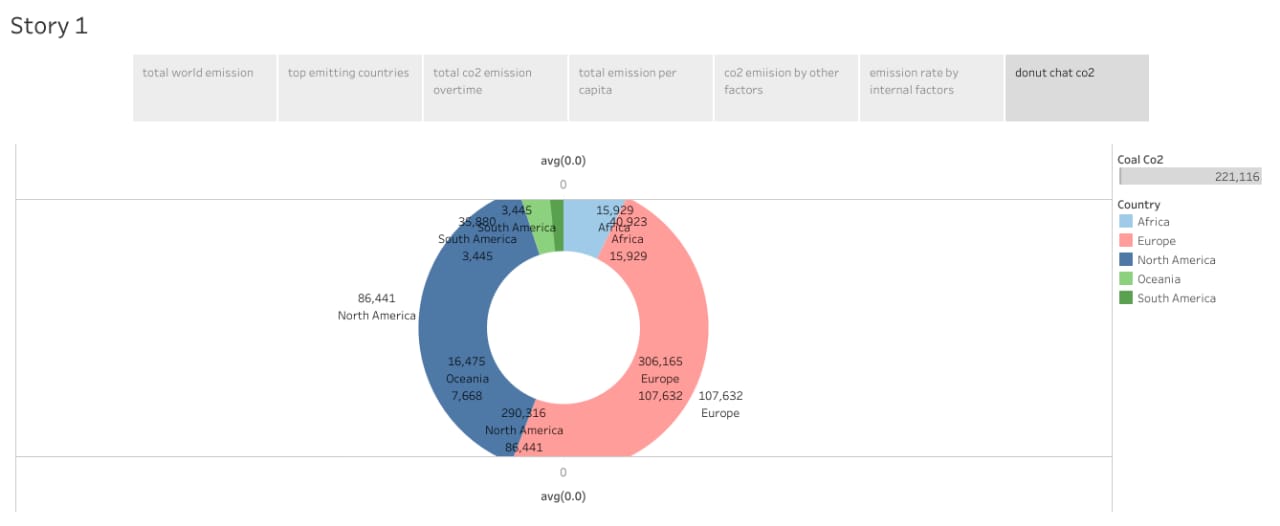 Story 1
total world emission
top emitting countries
total co2 emission
overtime
total emission per
capita
co2 emiision by other
factors
emission rate by
internal factors
donut chat co2
avg(0.0)
0
3,445
South America
35,880
South America
3,445
15,929
Africa
40,923
Africa
15,929
86,441
North America
16,475
Oceania
7,668
306,165
Europe
107,632
107,632
Europe
290,316
North America
86,441
0
avg(0.0)
Coal Co2
221,116
Country
Africa
Europe
North America
Oceania
South America